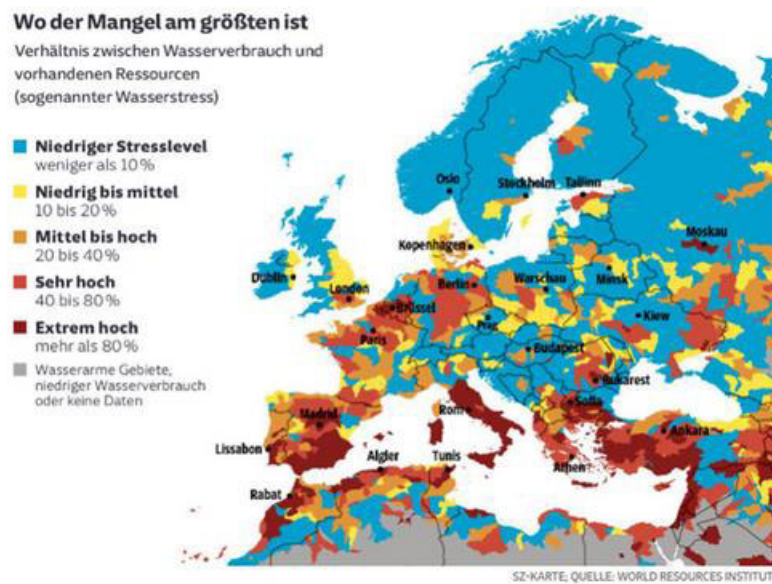 Wo der Mangel am größten ist
Verhältnis zwischen Wasserverbrauch und
vorhandenen Ressourcen
(sogenannter Wasserstress)
Niedriger Stresslevel
weniger als 10 %
Niedrig bis mittel
10 bis 20 %
Mittel bis hoch
20 bis 40 %
Sehr hoch
40 bis 80 %
Extrem hoch
mehr als 80 %
Wasserarme Gebiete,
niedriger Wasserverbrauch
oder keine Daten
Oslo
Stockholm
Tallinn
Moskau
Kopenhagen
Dublin
London
Berlin
Warschau
Minsk
Brüssel
Kiew
Paris
Prag
Budapest
Bukarest
Sofia
Rom
Madrid
Ankara
Lissabon
Algier
Tunis
Athen
Rabat
SZ-KARTE; QUELLE: WORLD RESOURCES INSTITUT